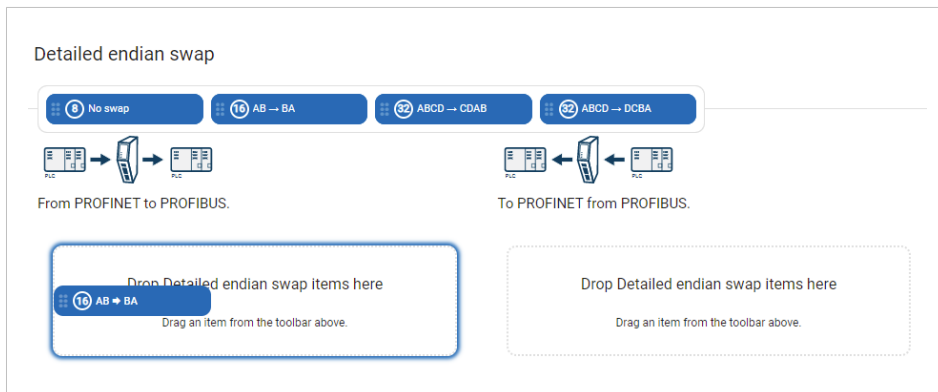 Detailed endian swap
8 No swap
16 AB → BA
32 ABCD → CDAB
32 ABCD → DCBA
PLC PLC
PLC PLC
From PROFINET to PROFIBUS.
To PROFINET from PROFIBUS.
Drop Detailed endian swap items here
16 AB → BA
Drag an item from the toolbar above.
Drop Detailed endian swap items here
Drag an item from the toolbar above.